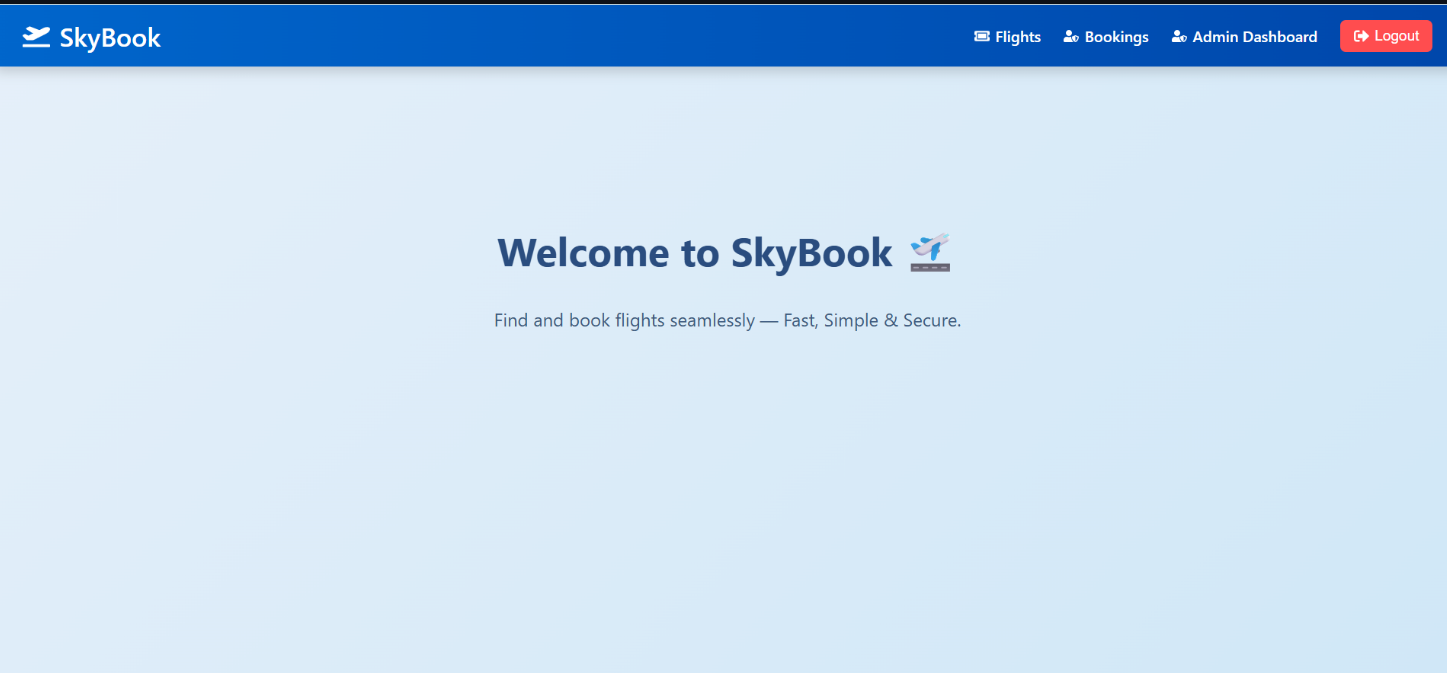 SkyBook
Flights
Bookings
Admin Dashboard
Logout
Welcome to SkyBook
Find and book flights seamlessly — Fast, Simple & Secure.